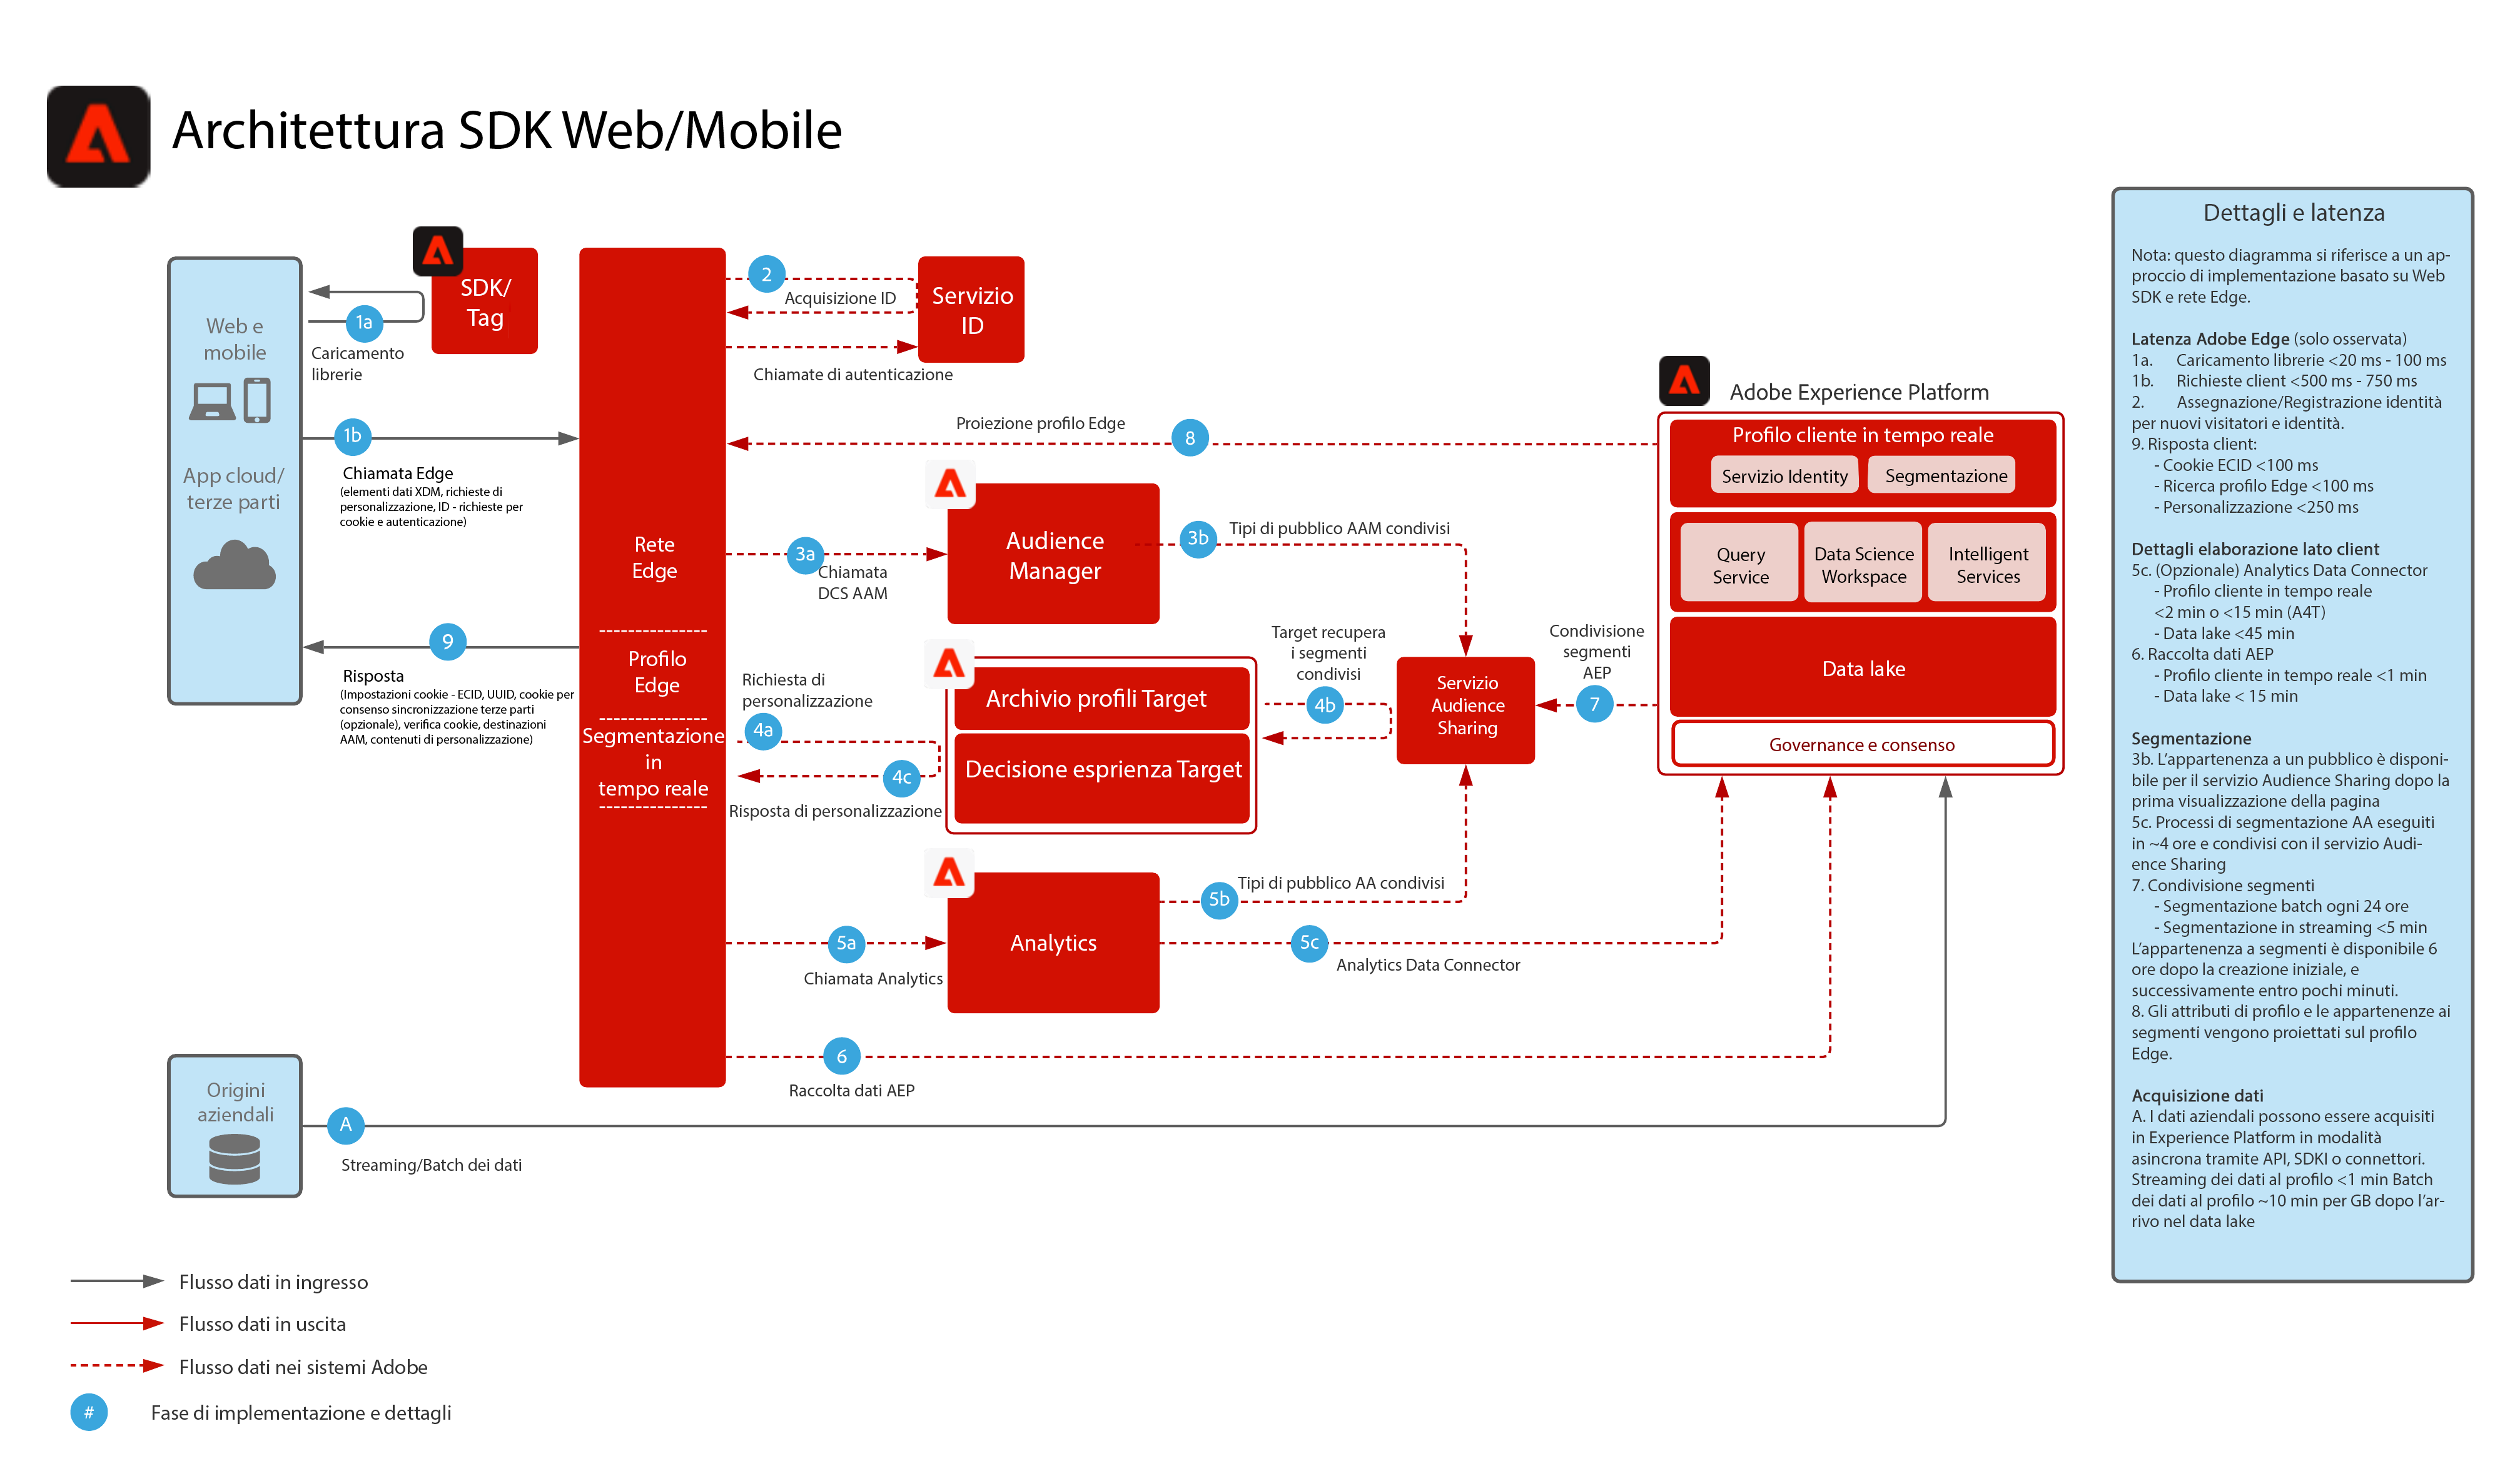 Architettura SDK Web/Mobile
Web e
mobile
App cloud/
terze parti
SDK/
Tag
1a
Caricamento
librerie
1b
Chiamata Edge
(elementi dati XDM, richieste di
personalizzazione, ID - richieste per
cookie e autenticazione)
9
Risposta
(Impostazioni cookie - ECID, UUID, cookie per
consenso sincronizzazione terze parti
(opzionale), verifica cookie, destinazioni
AAM, contenuti di personalizzazione)
Rete
Edge
Profilo
Edge
Segmentazione
in
tempo reale
2
Acquisizione ID
Servizio
ID
Chiamate di autenticazione
Proiezione profilo Edge
8
3a
Chiamata
DCS AAM
Audience
Manager
3b
Tipi di pubblico AAM condivisi
Richiesta di
personalizzazione
4a
4c
Risposta di personalizzazione
Archivio profili Target
Decisione esprienza Target
Target recupera
i segmenti
condivisi
4b
Servizio
Audience
Sharing
Condivisione
segmenti
AEP
7
5a
Chiamata Analytics
Analytics
5b
Tipi di pubblico AA condivisi
5c
Analytics Data Connector
6
Raccolta dati AEP
Adobe Experience Platform
Profilo cliente in tempo reale
Servizio Identity
Segmentazione
Query
Service
Data Science
Workspace
Intelligent
Services
Data lake
Governance e consenso
Origini
aziendali
A
Streaming/Batch dei dati
Flusso dati in ingresso
Flusso dati in uscita
Flusso dati nei sistemi Adobe
# Fase di implementazione e dettagli
Dettagli e latenza
Nota: questo diagramma si riferisce a un ap-
proccio di implementazione basato su Web
SDK e rete Edge.
Latenza Adobe Edge (solo osservata)
1a. Caricamento librerie <20 ms - 100 ms
1b. Richieste client <500 ms - 750 ms
2. Assegnazione/Registrazione identità
per nuovi visitatori e identità.
9. Risposta client:
- Cookie ECID <100 ms
- Ricerca profilo Edge <100 ms
- Personalizzazione <250 ms
Dettagli elaborazione lato client
5c. (Opzionale) Analytics Data Connector
- Profilo cliente in tempo reale
<2 min o <15 min (A4T)
- Data lake <45 min
6. Raccolta dati AEP
- Profilo cliente in tempo reale <1 min
- Data lake < 15 min
Segmentazione
3b. L'appartenenza a un pubblico è disponi-
bile per il servizio Audience Sharing dopo la
prima visualizzazione della pagina
5c. Processi di segmentazione AA eseguiti
in ~4 ore e condivisi con il servizio Audi-
ence Sharing
7. Condivisione segmenti
- Segmentazione batch ogni 24 ore
- Segmentazione in streaming <5 min
L'appartenenza a segmenti è disponibile 6
ore dopo la creazione iniziale, e
successivamente entro pochi minuti.
8. Gli attributi di profilo e le appartenenze ai
segmenti vengono proiettati sul profilo
Edge.
Acquisizione dati
A. I dati aziendali possono essere acquisiti
in Experience Platform in modalità
asincrona tramite API, SDKI o connettori.
Streaming dei dati al profilo <1 min Batch
dei dati al profilo ~10 min per GB dopo l'ar-
rivo nel data lake